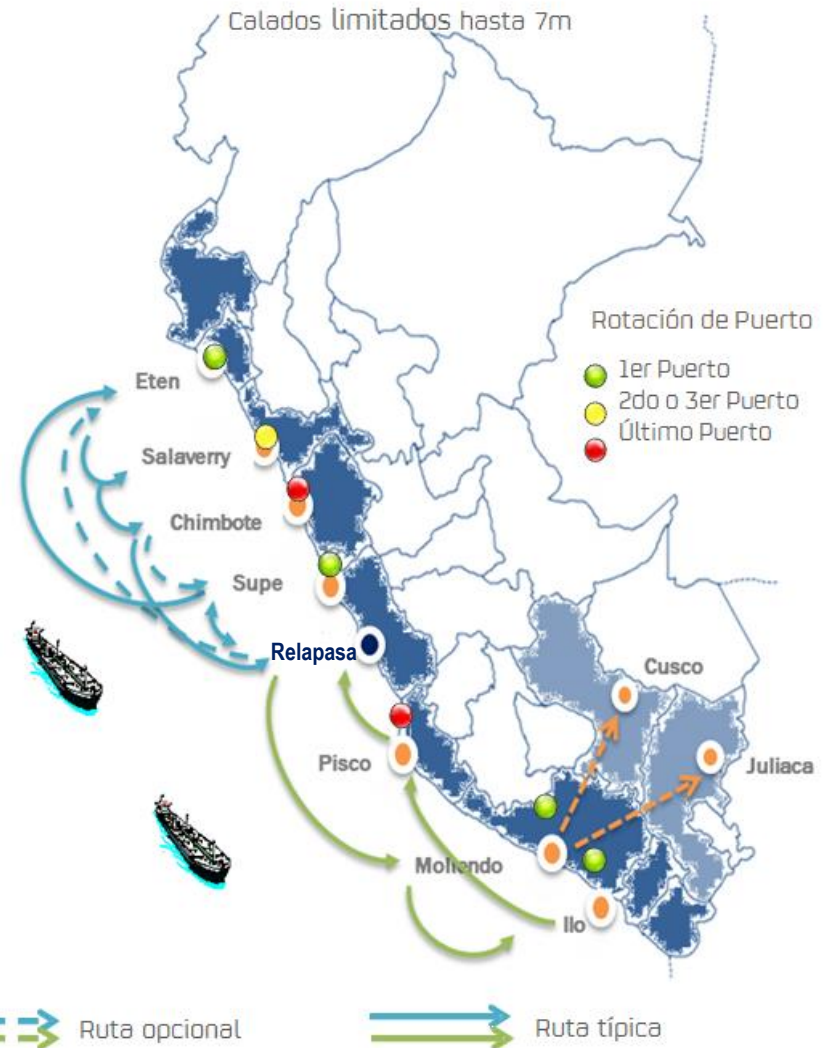 Calados limitados hasta 7m
Rotación de Puerto
1er Puerto
2do o 3er Puerto
Último Puerto
Eten
Salaverry
Chimbote
Supe
Relapasa
Cusco
Pisco
Juliaca
Mollendo
Ilo
Ruta opcional
Ruta típica